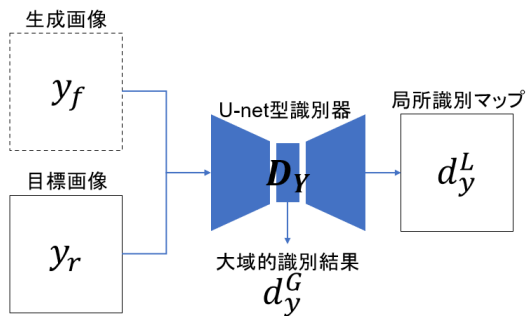 生成画像
y_f
目標画像
y_r
U-net型識別器
D_Y
大域的識別結果
d_y^G
局所識別マップ
d_y^L